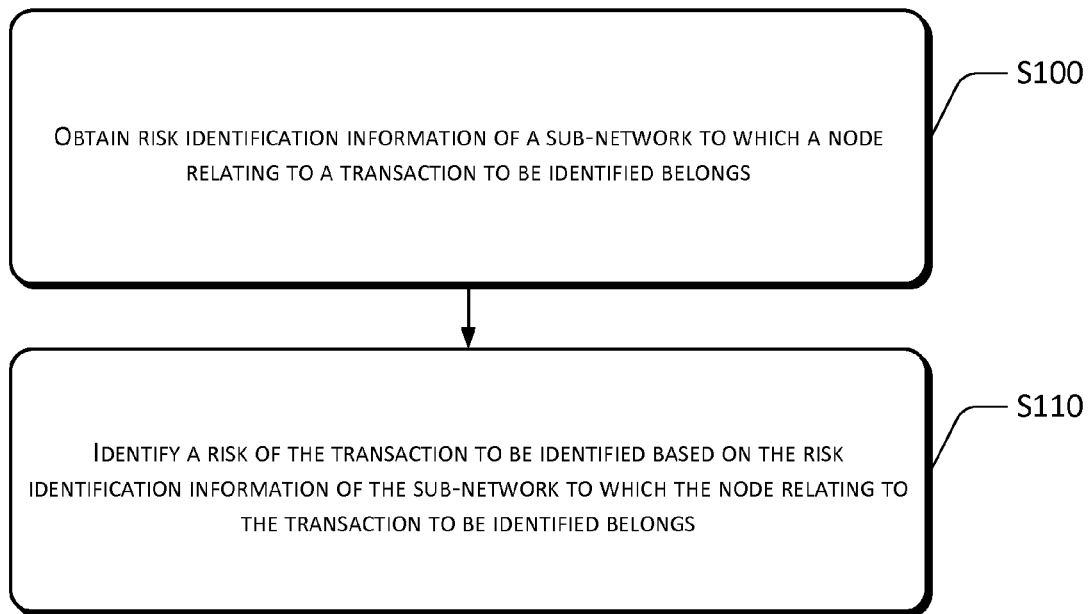 OBTAIN RISK IDENTIFICATION INFORMATION OF A SUB-NETWORK TO WHICH A NODE
RELATING TO A TRANSACTION TO BE IDENTIFIED BELONGS
S100
IDENTIFY A RISK OF THE TRANSACTION TO BE IDENTIFIED BASED ON THE RISK
IDENTIFICATION INFORMATION OF THE SUB-NETWORK TO WHICH THE NODE RELATING TO
THE TRANSACTION TO BE IDENTIFIED BELONGS
S110